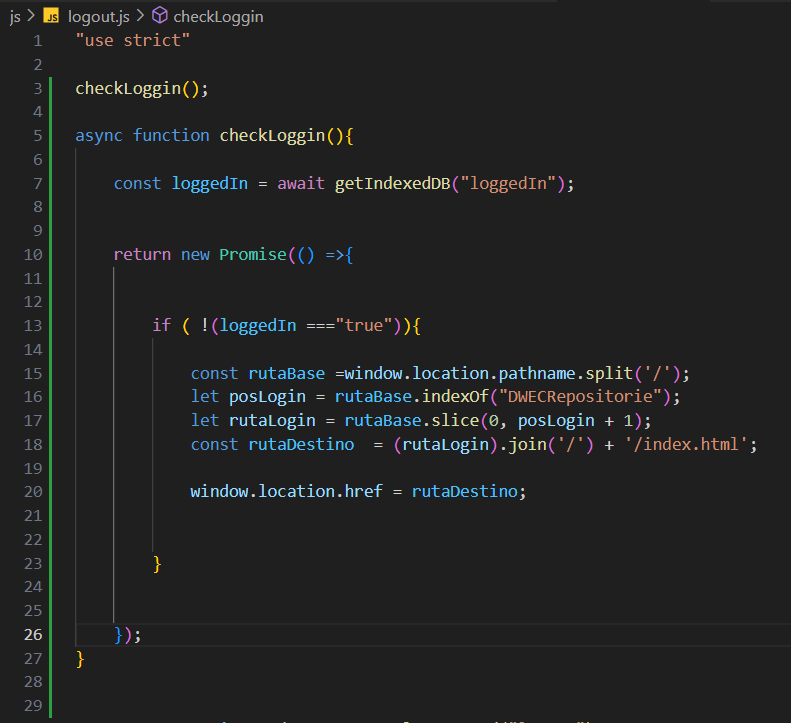 js > JS logout.js > checkLoggin
1 "use strict"
2
3 checkLoggin();
4
5 async function checkLoggin(){
6
7 const loggedIn = await getIndexedDB("loggedIn");
8
9
10 return new Promise(() =>{
11
12
13 if ( !(loggedIn ==="true")){
14
15 const rutaBase =window.location.pathname.split('/');
16 let posLogin = rutaBase.indexOf("DWECRepositorie");
17 let rutaLogin = rutaBase.slice(0, posLogin + 1);
18 const rutaDestino  = (rutaLogin).join('/') + '/index.html';
19
20 window.location.href = rutaDestino;
21
22
23 }
24
25
26 });
27 }
28
29